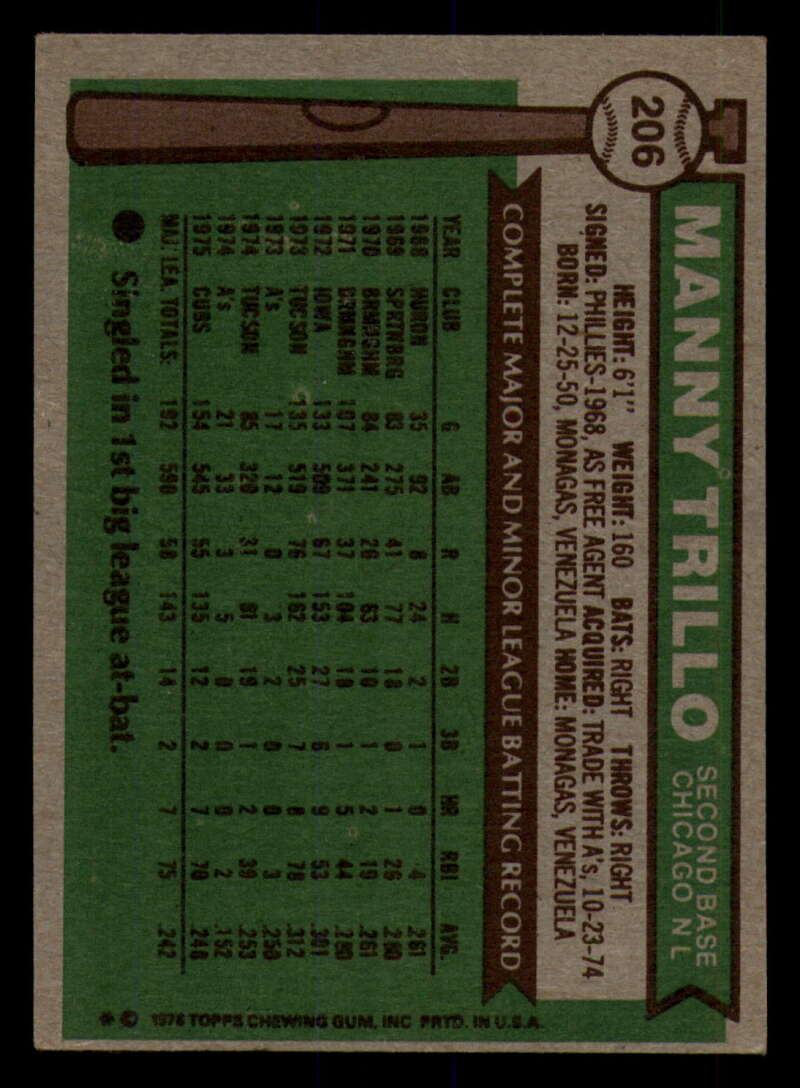 206
MANNY TRILLO
SECOND BASE
CHICAGO N L
HEIGHT: 6'1" WEIGHT: 160 BATS: RIGHT THROWS: RIGHT
SIGNED: PHILLIES-1968, AS FREE AGENT ACQUIRED: TRADE WITH A's, 10-23-74
BORN: 12-25-50, MONAGAS, VENEZUELA HOME: MONAGAS, VENEZUELA
COMPLETE MAJOR AND MINOR LEAGUE BATTING RECORD
YEAR CLUB G AB R H 2B 3B HR RBI AVG.
1968 HURON 35 92 8 24 2 1 0 4 .261
1969 SPRTNBRG 83 275 41 77 18 0 1 26 .280
1970 BRMNGHM 84 241 26 63 10 1 2 19 .261
1971 BRMNGHM 107 371 37 104 18 1 5 44 .280
1972 IOWA 133 509 67 153 27 6 9 53 .301
1973 TUCSON 135 519 76 162 25 7 8 78 .312
1973 A's 17 12 0 3 2 0 0 3 .250
1974 TUCSON 85 320 31 81 19 1 2 39 .253
1974 A's 21 33 3 5 0 0 0 2 .152
1975 CUBS 154 545 55 135 12 2 7 70 .248
MAJ. LEA. TOTALS: 192 590 58 143 14 2 7 75 .242
Singled in 1st big league at-bat.
* © 1976 TOPPS CHEWING GUM, INC PRTD. IN U.S.A.